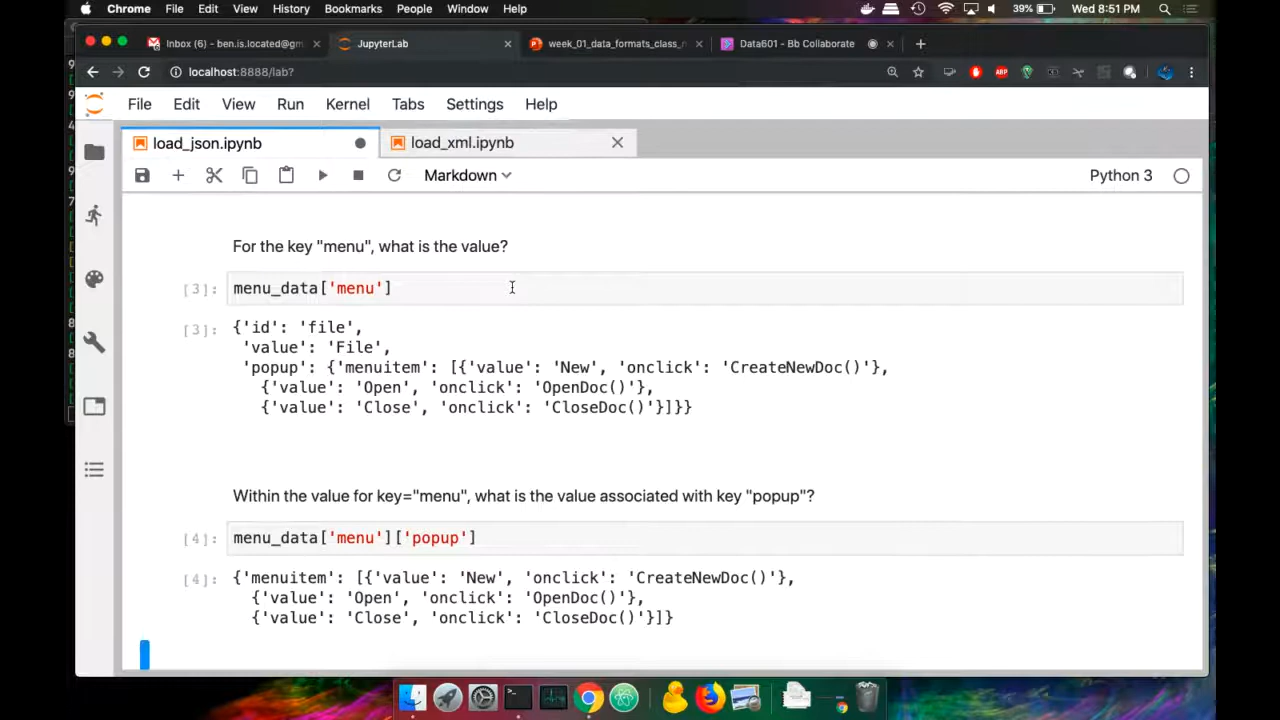 Chrome File Edit View History Bookmarks People Window Help 39% Wed 8:51 PM
Inbox (6) - ben.is.located@gm JupyterLab week_01_data_formats_class_ Data601 - Bb Collaborate
localhost:8888/lab?
ABP
File Edit View Run Kernel Tabs Settings Help
load_json.ipynb load_xml.ipynb
Markdown Python 3
For the key "menu", what is the value?
[3]: menu_data['menu']
[3]: {'id': 'file',
'value': 'File',
'popup': {'menuitem': [{'value': 'New', 'onclick': 'CreateNewDoc()'},
{'value': 'Open', 'onclick': 'OpenDoc()'},
{'value': 'Close', 'onclick': 'CloseDoc()'}]}}
Within the value for key="menu", what is the value associated with key "popup"?
[4]: menu_data['menu']['popup']
[4]: {'menuitem': [{'value': 'New', 'onclick': 'CreateNewDoc()'},
{'value': 'Open', 'onclick': 'OpenDoc()'},
{'value': 'Close', 'onclick': 'CloseDoc()'}]}